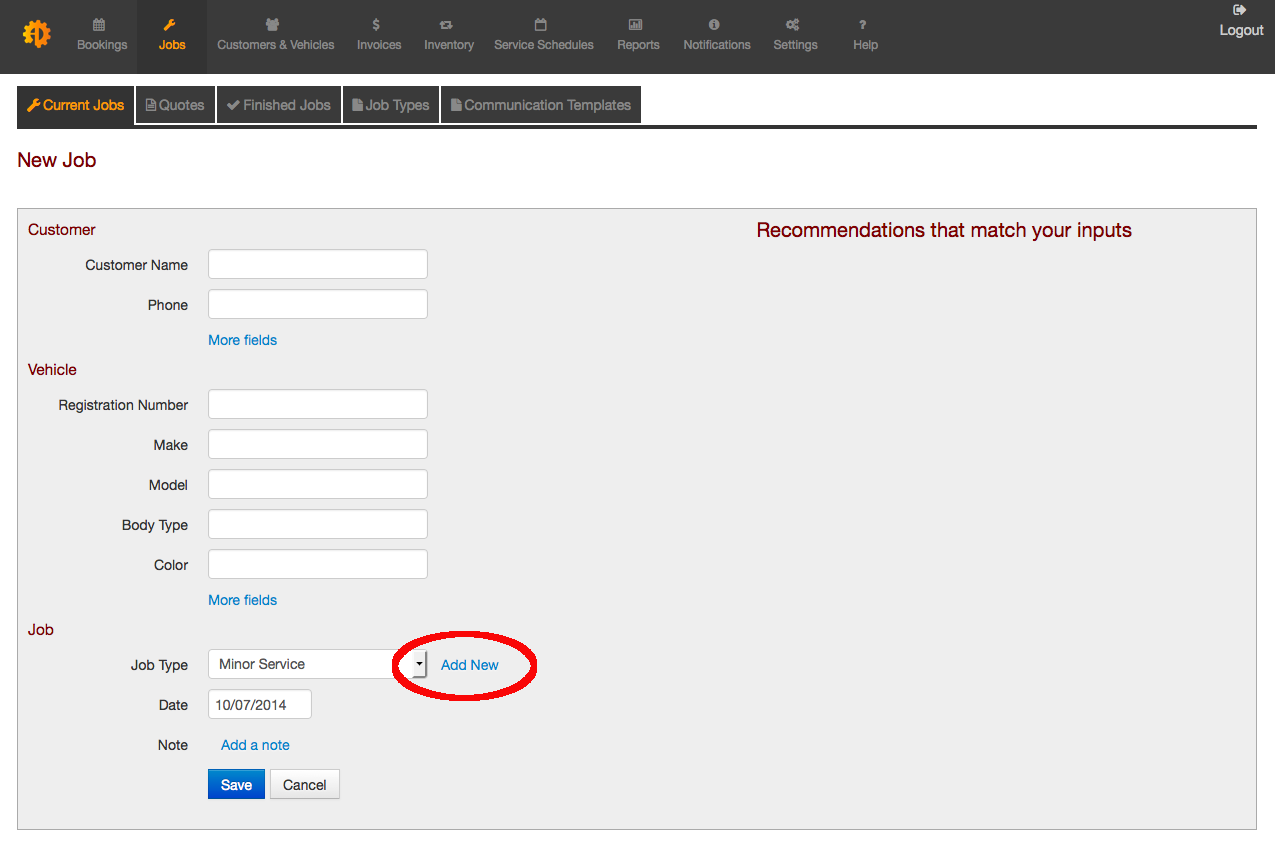 Logout
Bookings Jobs Customers & Vehicles $ Invoices Inventory Service Schedules Reports Notifications Settings ? Help
Current Jobs Quotes Finished Jobs Job Types Communication Templates
New Job
Customer
Recommendations that match your inputs
Customer Name
Phone
More fields
Vehicle
Registration Number
Make
Model
Body Type
Color
More fields
Job
Job Type Minor Service Add New
Date 10/07/2014
Note Add a note
Save Cancel